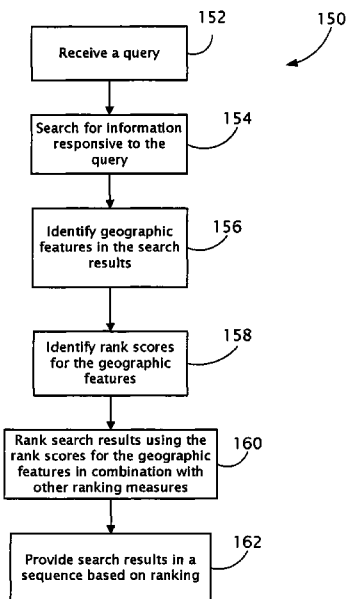 150
152
Receive a query
154
Search for information
responsive to the
query
156
Identify geographic
features in the search
results
158
Identify rank scores
for the geographic
features
160
Rank search results using the
rank scores for the geographic
features in combination with
other ranking measures
162
Provide search results in a
sequence based on ranking